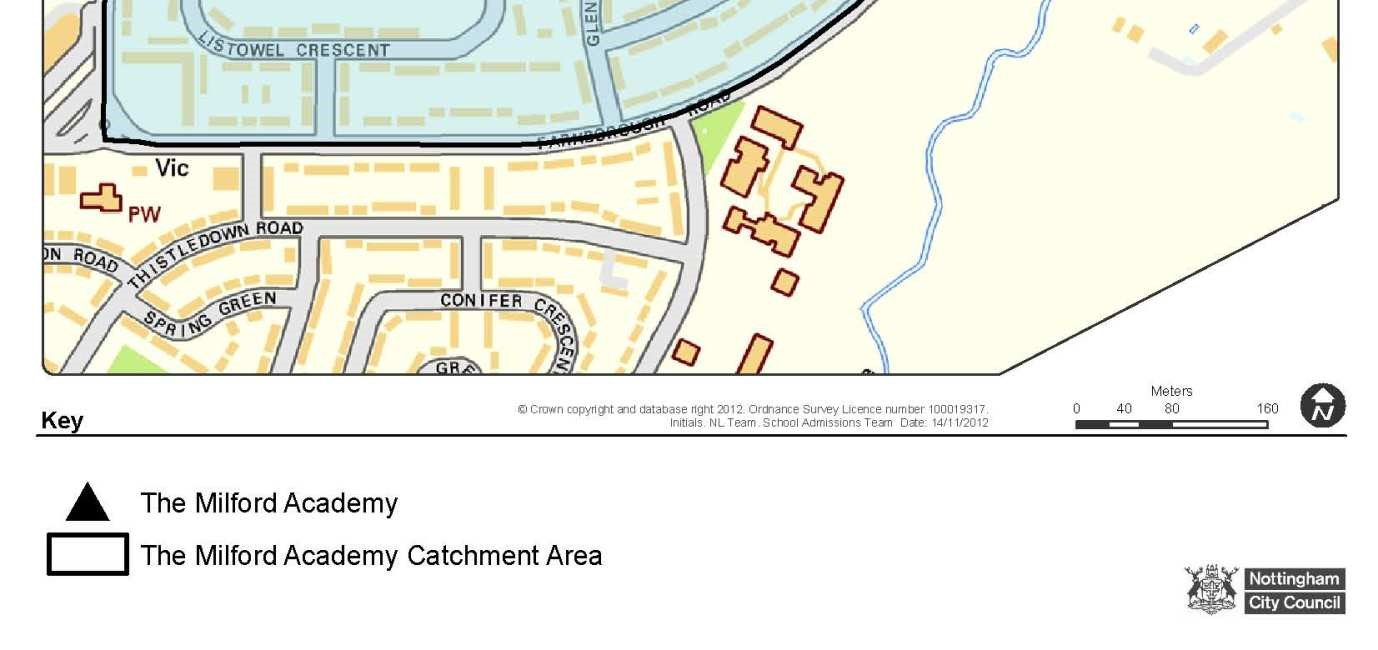 GLEN
LISTOWEL CRESCENT
FARNBOROUGH ROAD
Vic
PW
THISTLEDOWN ROAD
ON ROAD
SPRING GREEN
CONIFER CRESCEN
GRE
Key
© Crown copyright and database right 2012. Ordnance Survey Licence number 100019317.
Initials. NL Team. School Admissions Team Date: 14/11/2012
Meters
0 40 80 160
N
The Milford Academy
The Milford Academy Catchment Area
Nottingham
City Council